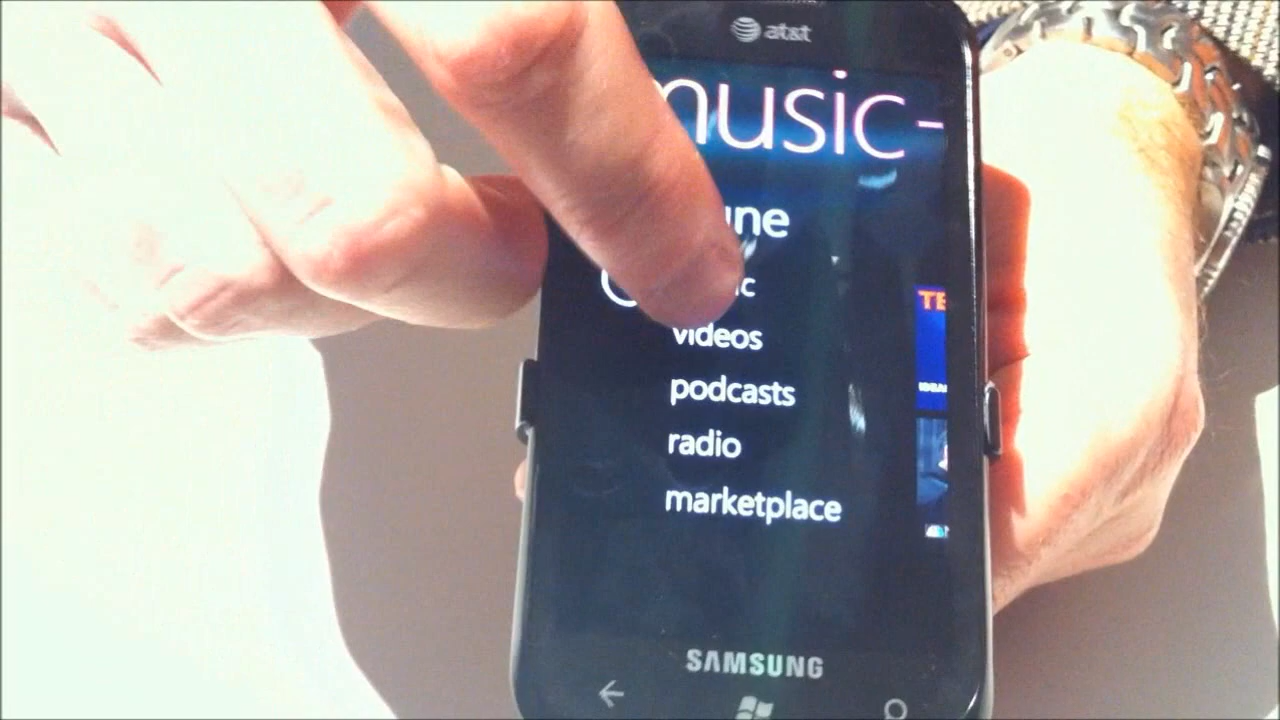 at&t
music
videos
podcasts
radio
marketplace
SAMSUNG